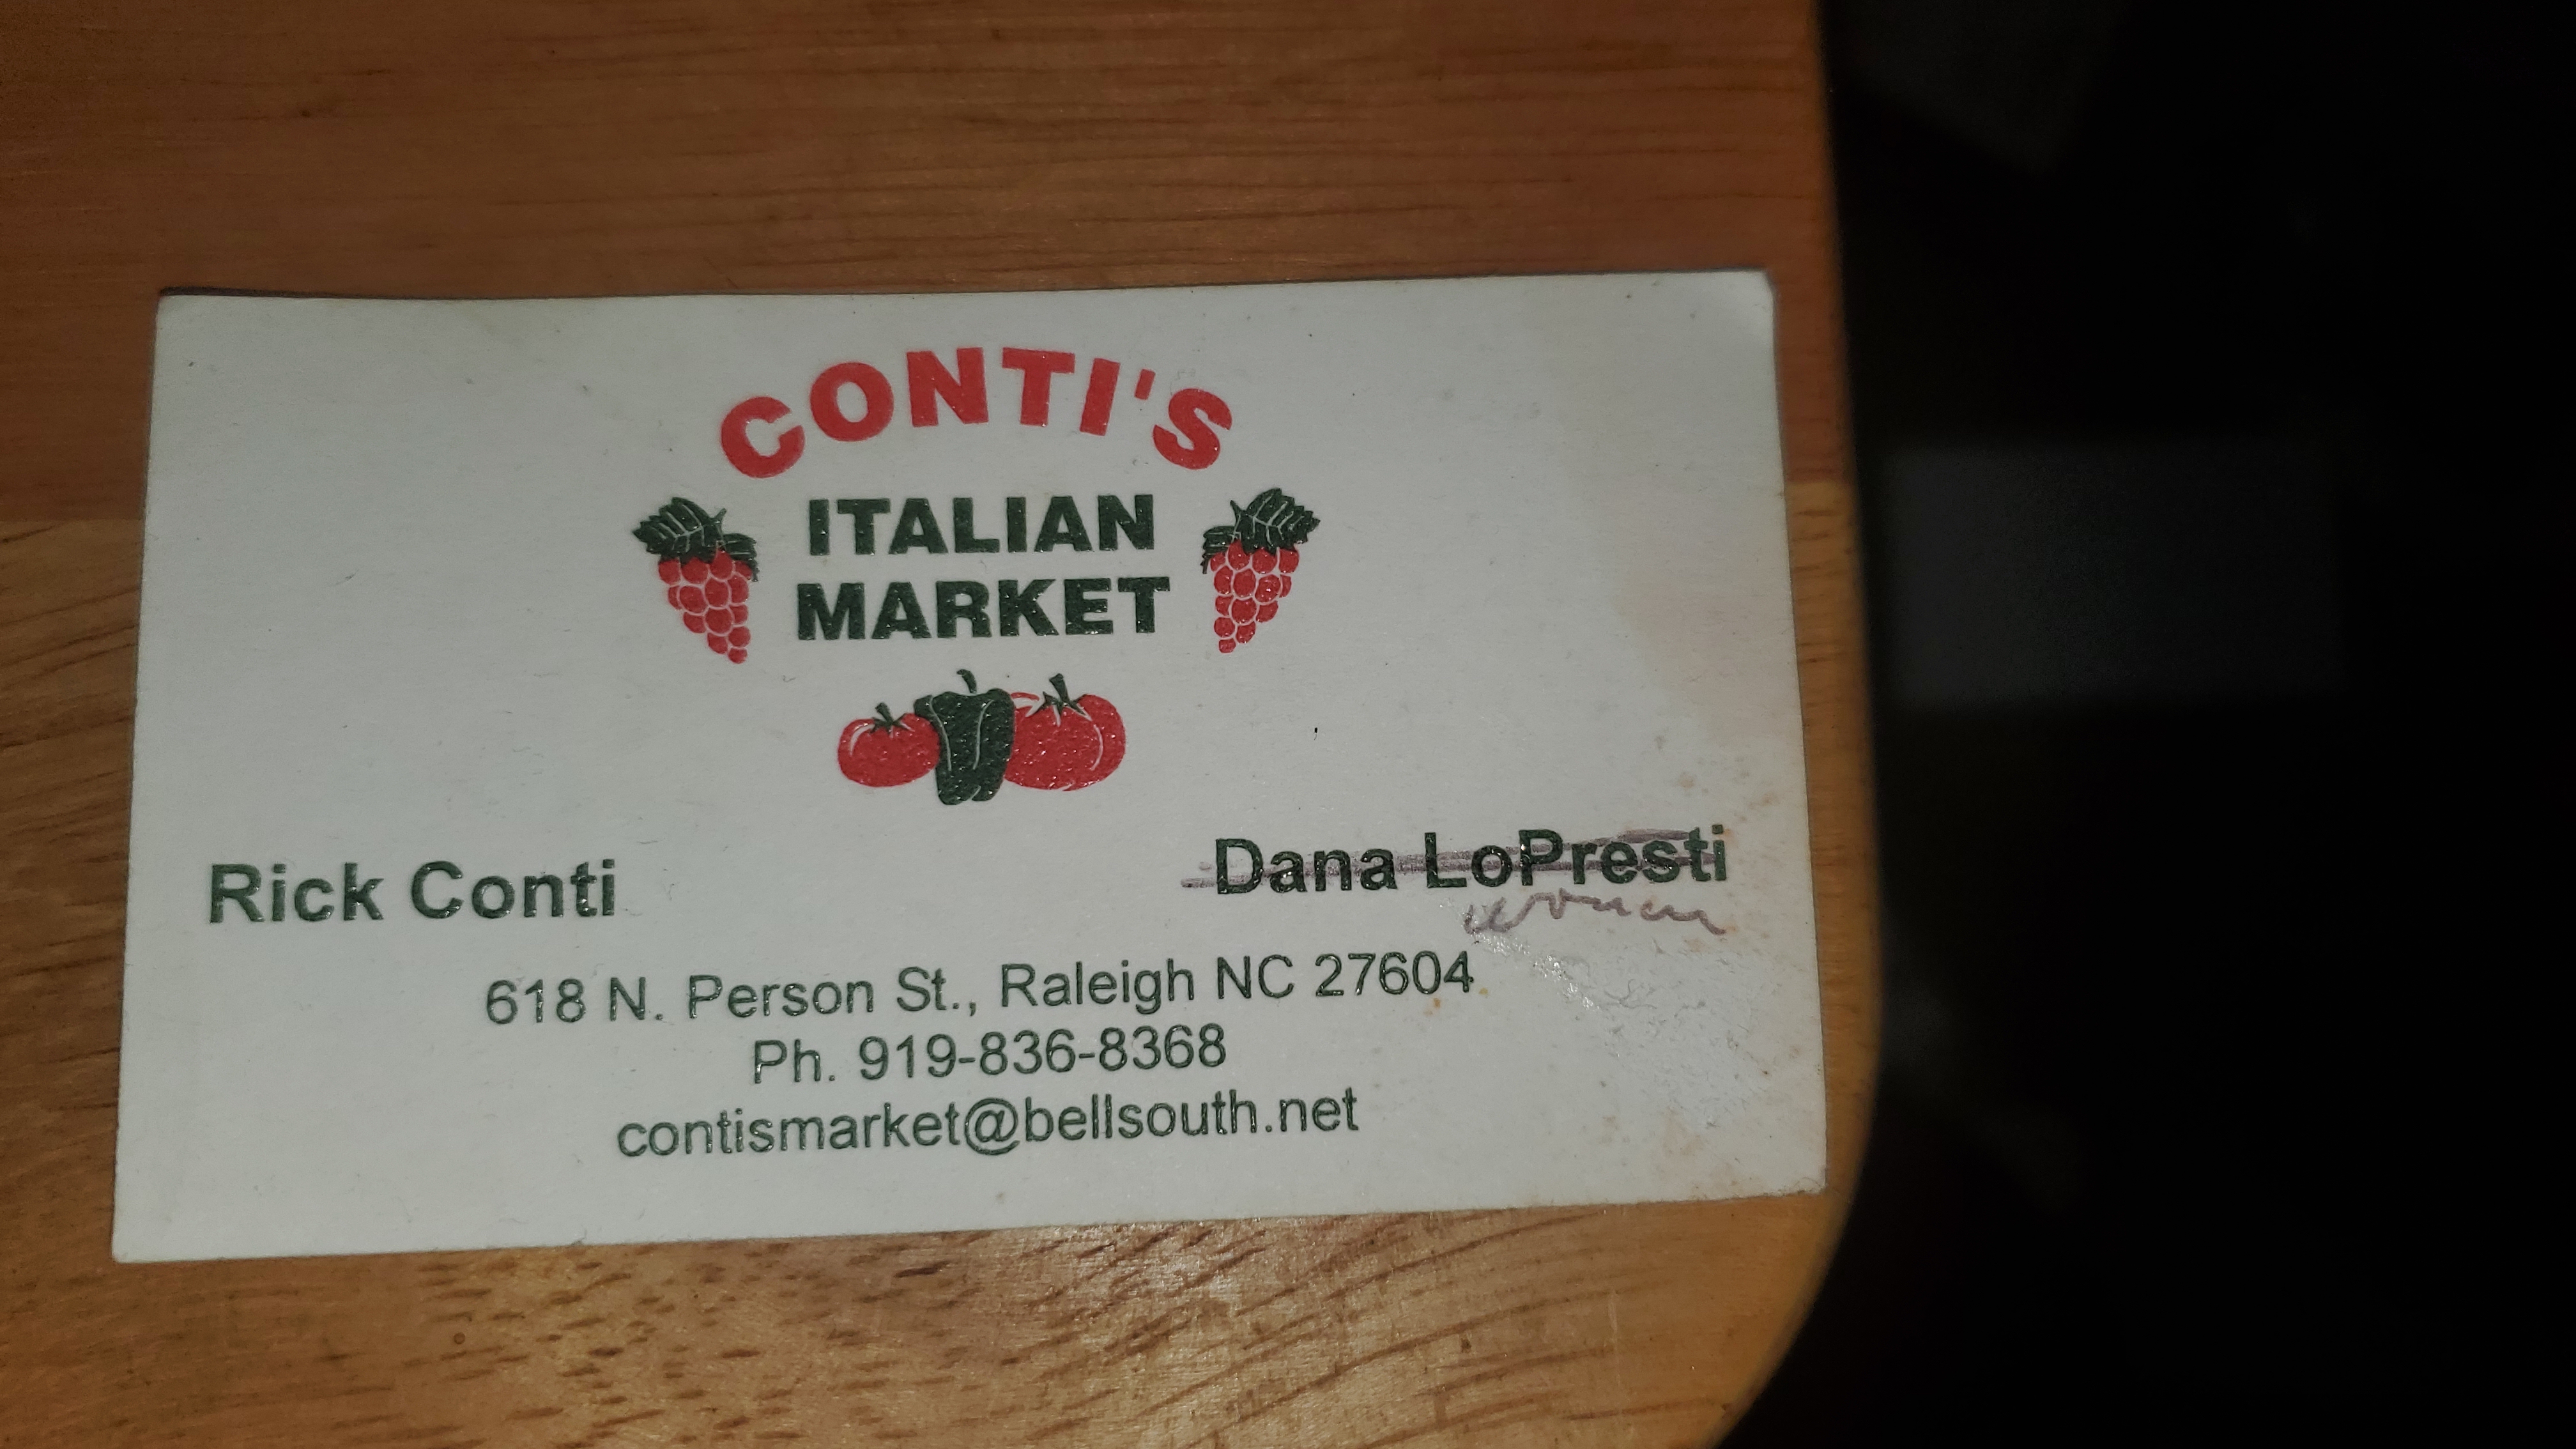 CONTI'S
ITALIAN
MARKET
Rick Conti
Dana LoPresti
woman
618 N. Person St., Raleigh NC 27604
Ph. 919-836-8368
contismarket@bellsouth.net